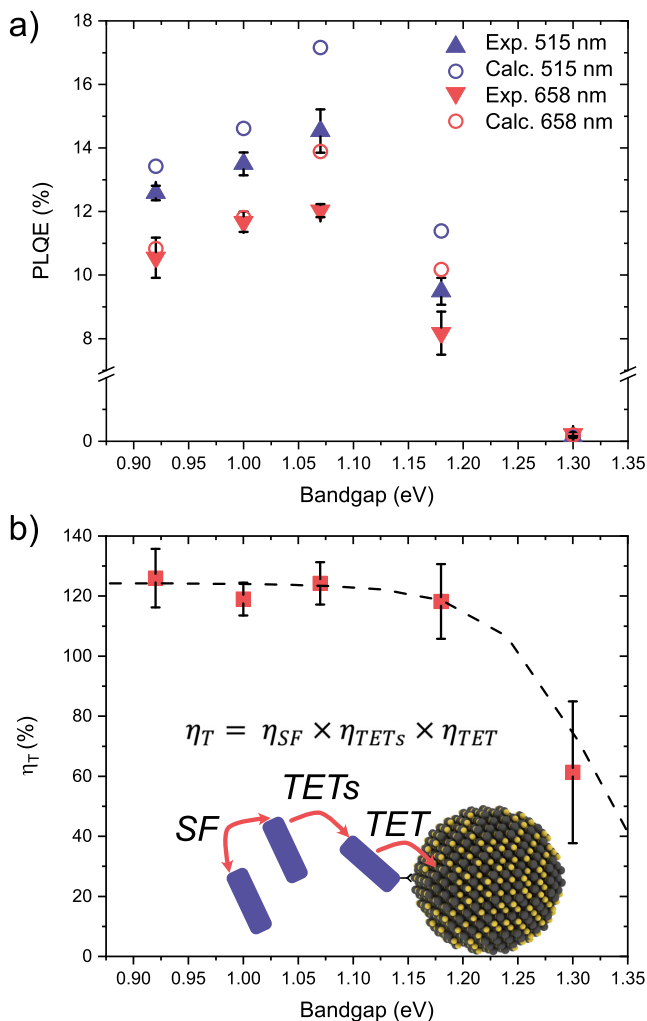 a)
18
16
14
12
10
8
0
PLQE (%)
Exp. 515 nm
Calc. 515 nm
Exp. 658 nm
Calc. 658 nm
0.90 0.95 1.00 1.05 1.10 1.15 1.20 1.25 1.30 1.35
Bandgap (eV)
b)
140
120
100
80
60
40
20
0
η_T (%)
η_T = η_SF × η_TETs × η_TET
TETs
SF
TET
0.90 0.95 1.00 1.05 1.10 1.15 1.20 1.25 1.30 1.35
Bandgap (eV)